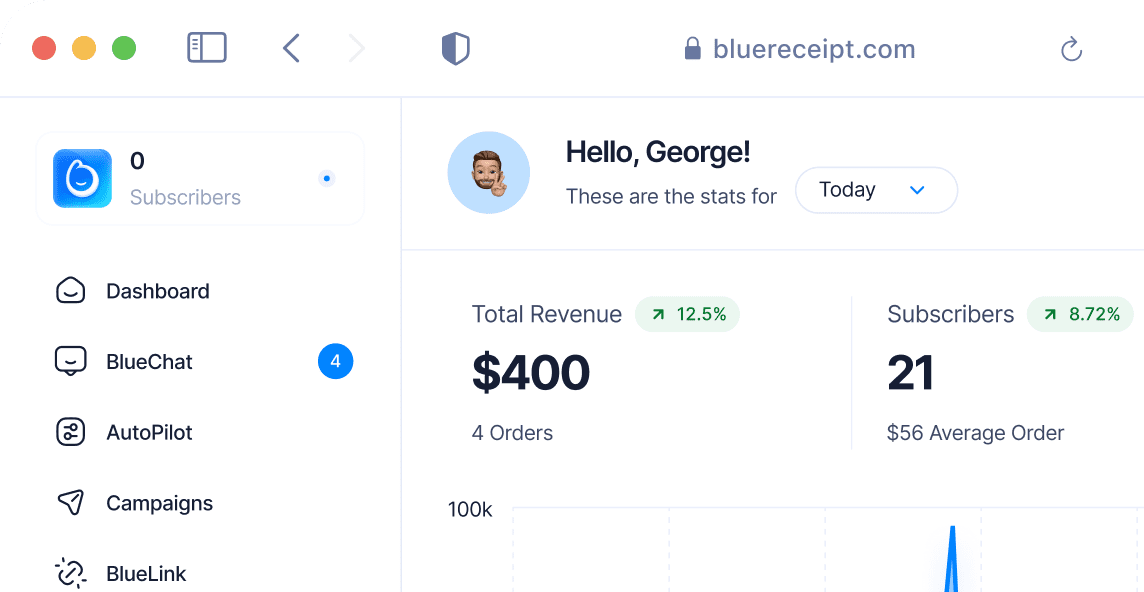 bluereceipt.com
0
Subscribers
Hello, George!
These are the stats for
Today
Dashboard
BlueChat
4
AutoPilot
Campaigns
BlueLink
Total Revenue
12.5%
$400
4 Orders
Subscribers
8.72%
21
$56 Average Order
100k